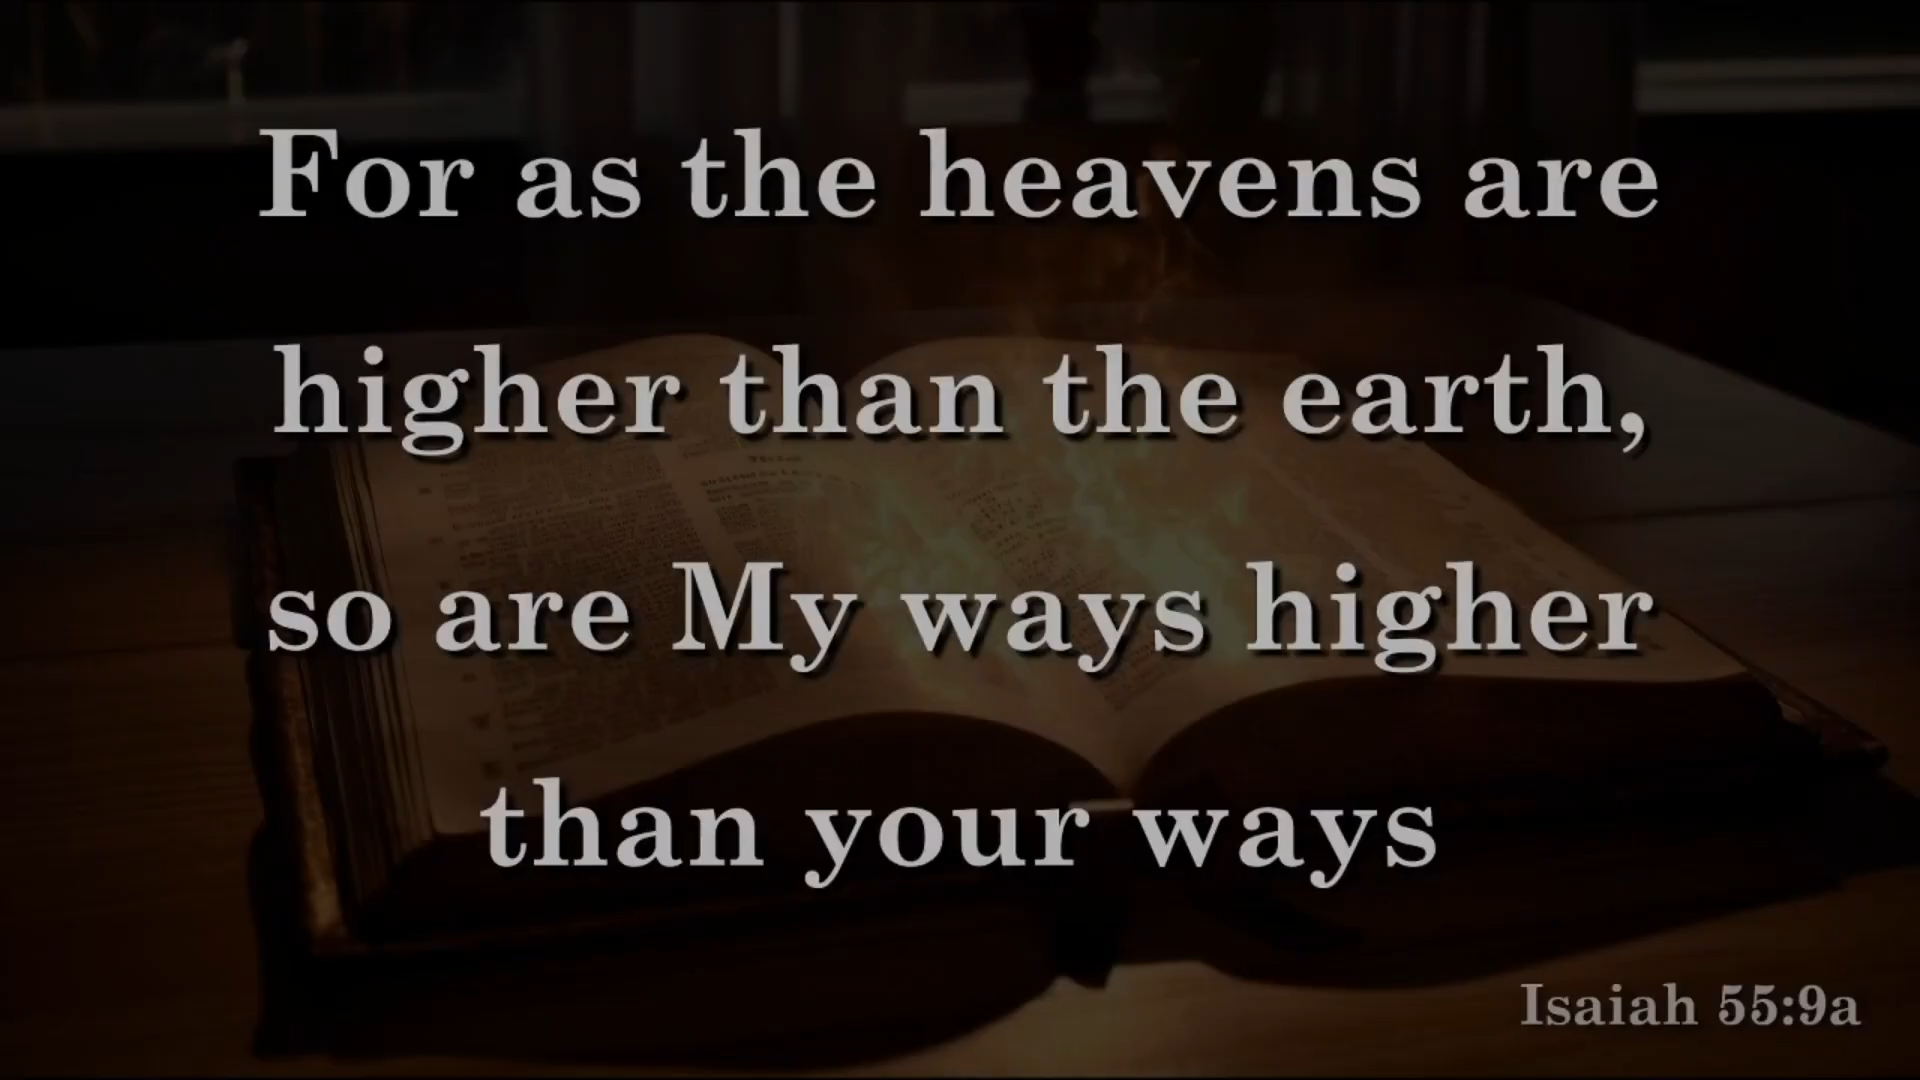 For as the heavens are
higher than the earth,
so are My ways higher
than your ways
Isaiah 55:9a